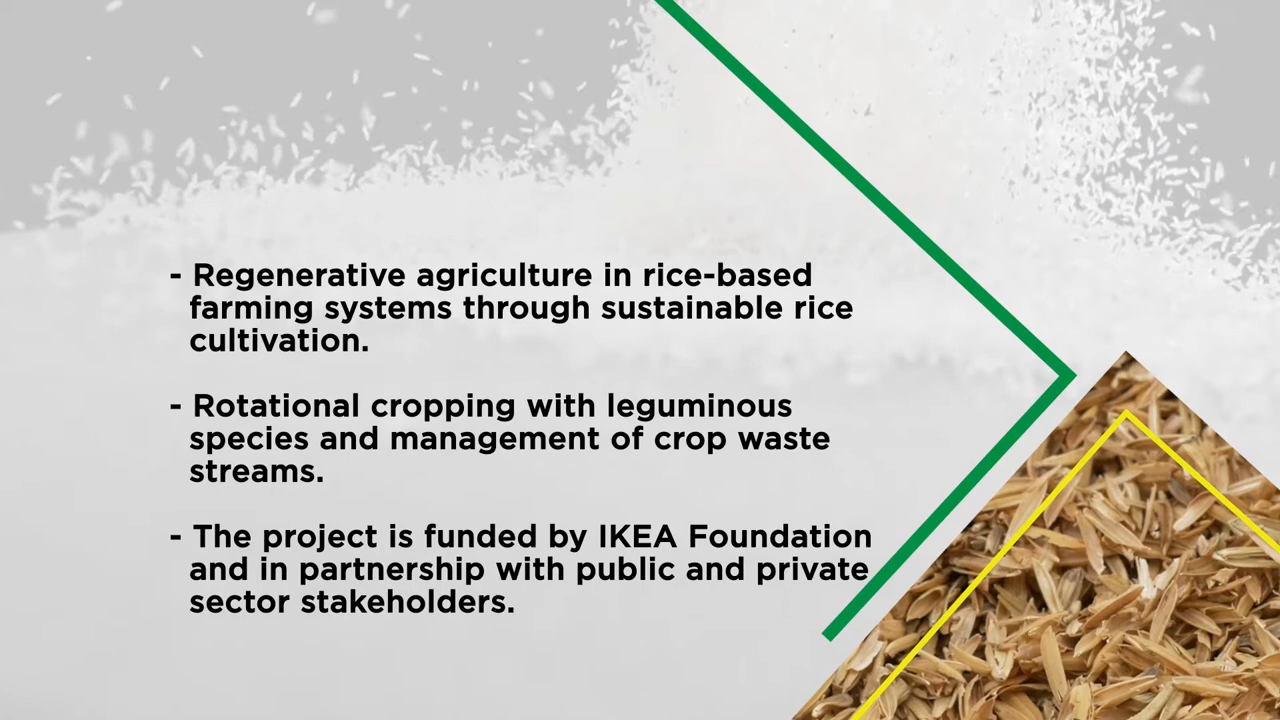 - Regenerative agriculture in rice-based
farming systems through sustainable rice
cultivation.
- Rotational cropping with leguminous
species and management of crop waste
streams.
- The project is funded by IKEA Foundation
and in partnership with public and private
sector stakeholders.